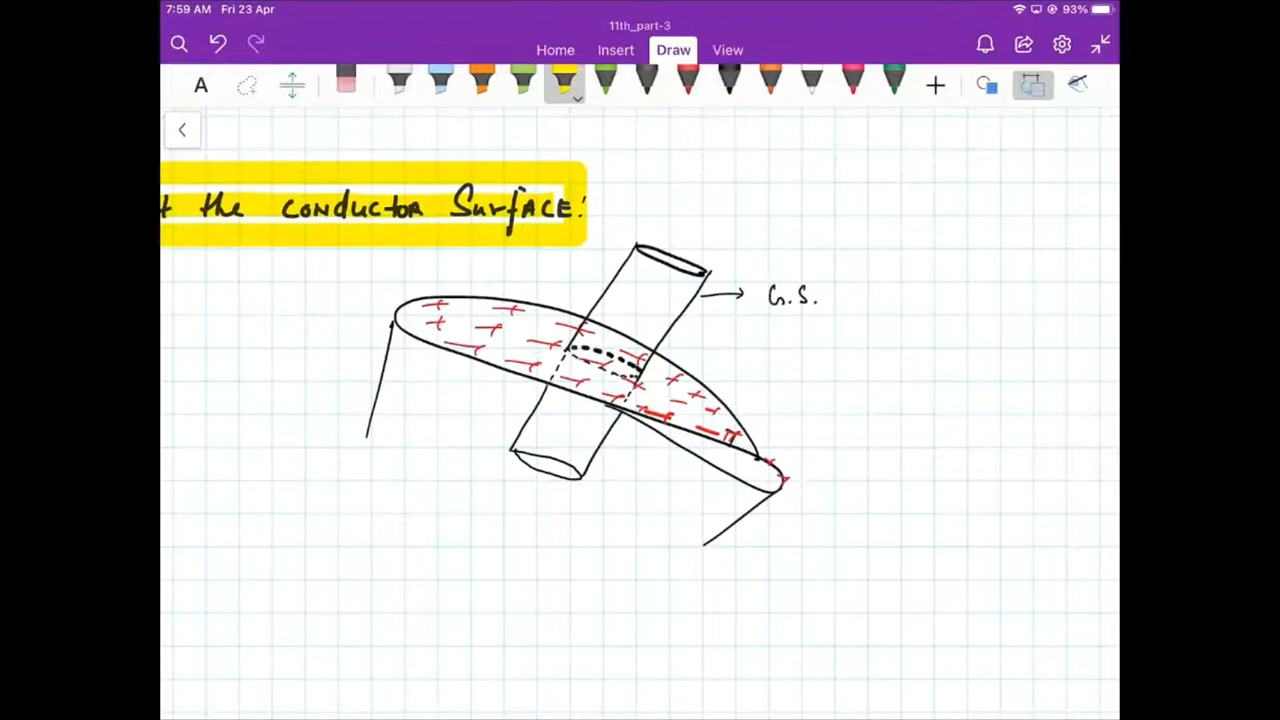 7:59 AM Fri 23 Apr
93%
11th_part-3
Home Insert Draw View
A
the CONDUCTOR SurfACE:
G.S.